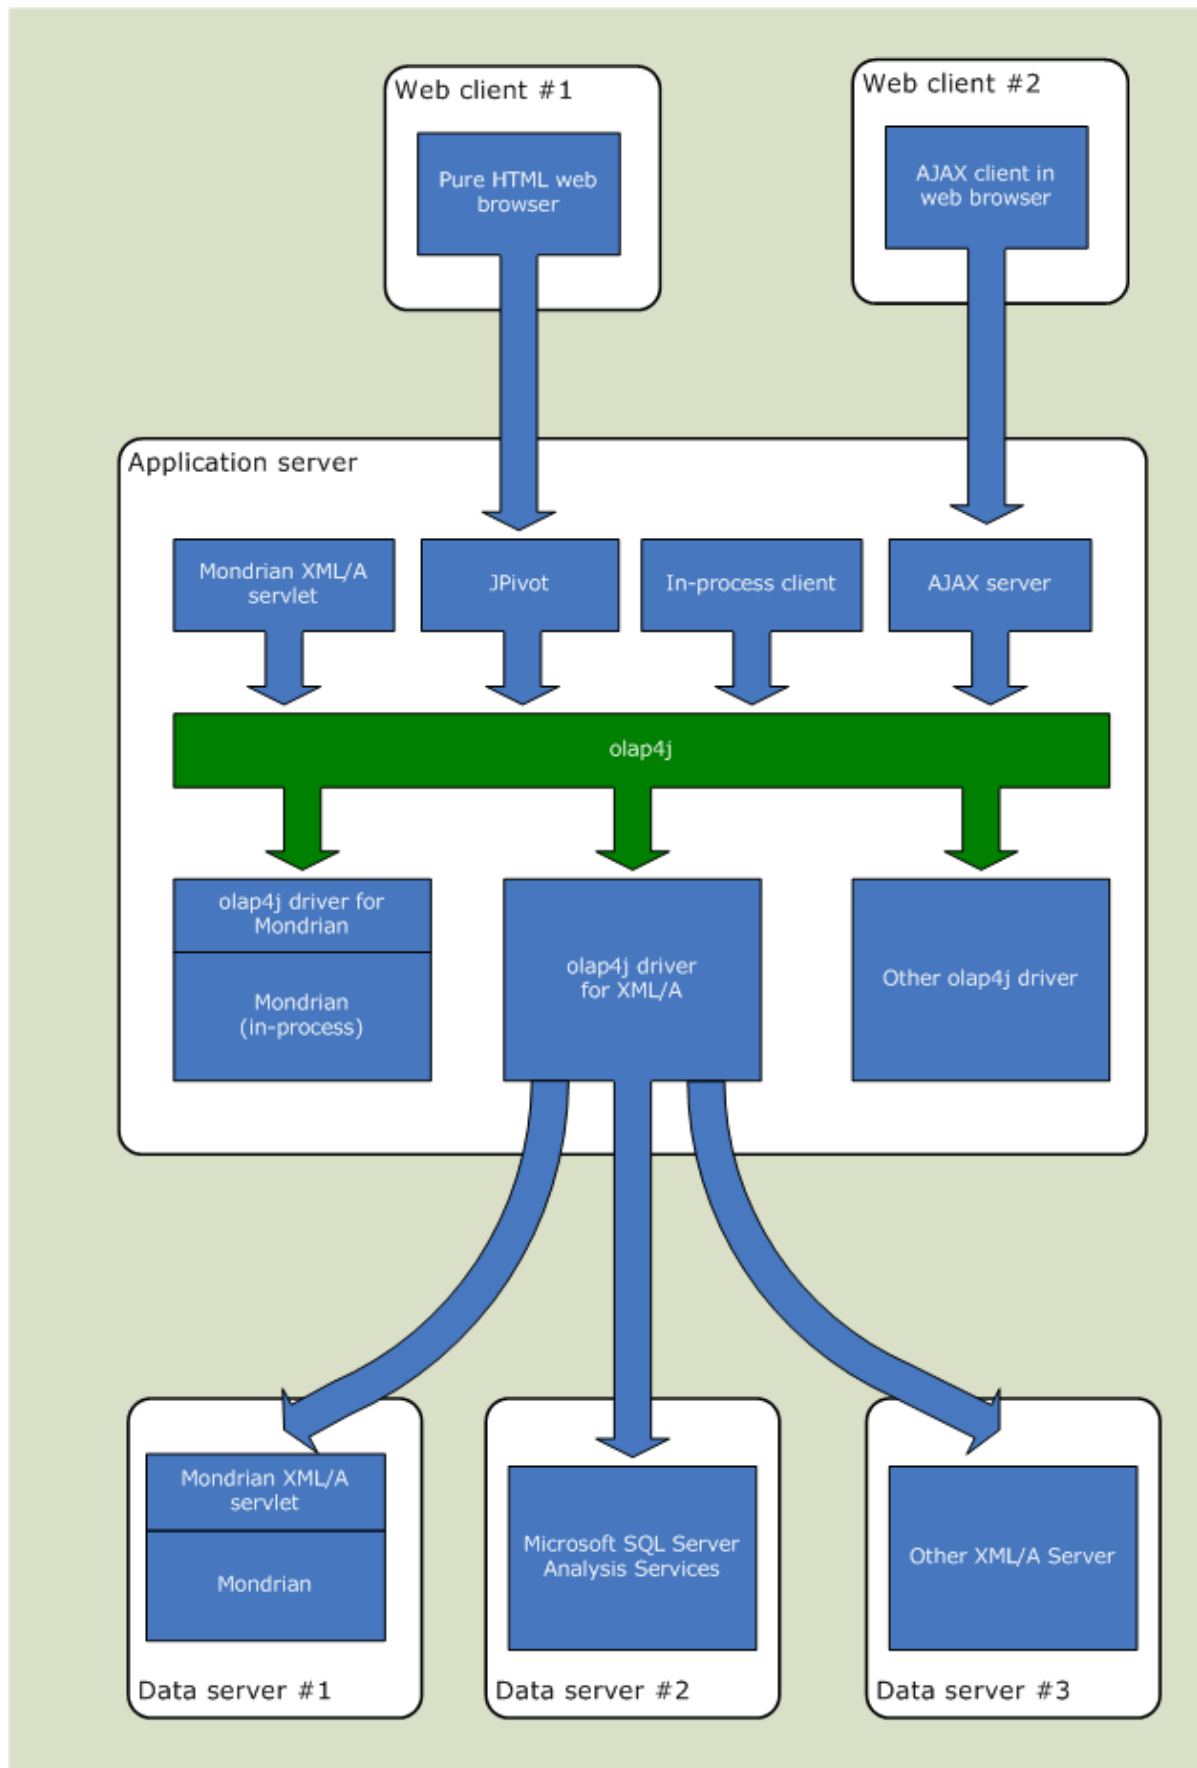 Web client #1
Pure HTML web
browser
Web client #2
AJAX client in
web browser
Application server
Mondrian XML/A
servlet
JPivot
In-process client
AJAX server
olap4j
olap4j driver for
Mondrian
Mondrian
(in-process)
olap4j driver
for XML/A
Other olap4j driver
Mondrian XML/A
servlet
Mondrian
Data server #1
Microsoft SQL Server
Analysis Services
Data server #2
Other XML/A Server
Data server #3